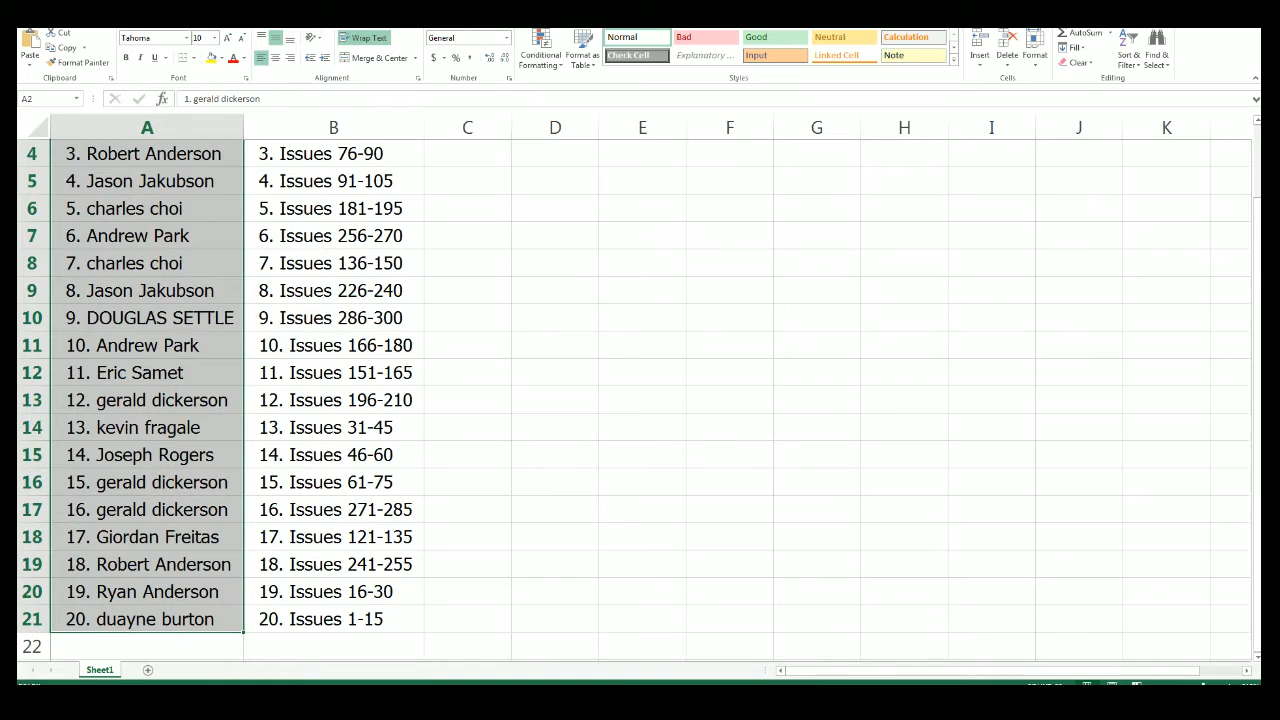 Cut
Tahoma 10 A A Wrap Text General Normal Bad Good Neutral Calculation AutoSum
Paste Copy B I U A Merge & Center $ % , Conditional Formatting Format as Table Check Cell Explanatory ... Input Linked Cell Note Insert Delete Format Fill Sort & Filter Find & Select
Format Painter Clear
Clipboard Font Alignment Number Styles Cells Editing
A2 fx 1. gerald dickerson
A B C D E F G H I J K
4 3. Robert Anderson 3. Issues 76-90
5 4. Jason Jakubson 4. Issues 91-105
6 5. charles choi 5. Issues 181-195
7 6. Andrew Park 6. Issues 256-270
8 7. charles choi 7. Issues 136-150
9 8. Jason Jakubson 8. Issues 226-240
10 9. DOUGLAS SETTLE 9. Issues 286-300
11 10. Andrew Park 10. Issues 166-180
12 11. Eric Samet 11. Issues 151-165
13 12. gerald dickerson 12. Issues 196-210
14 13. kevin fragale 13. Issues 31-45
15 14. Joseph Rogers 14. Issues 46-60
16 15. gerald dickerson 15. Issues 61-75
17 16. gerald dickerson 16. Issues 271-285
18 17. Giordan Freitas 17. Issues 121-135
19 18. Robert Anderson 18. Issues 241-255
20 19. Ryan Anderson 19. Issues 16-30
21 20. duayne burton 20. Issues 1-15
22
Sheet1